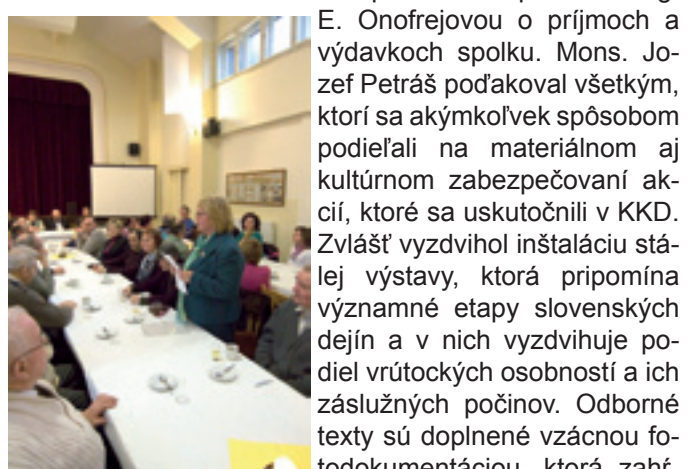 E. Onofrejovou o príjmoch a
výdavkoch spolku. Mons. Jo-
zef Petráš poďakoval všetkým,
ktorí sa akýmkoľvek spôsobom
podieľali na materiálnom aj
kultúrnom zabezpečovaní ak-
cií, ktoré sa uskutočnili v KKD.
Zvlášť vyzdvihol inštaláciu stá-
lej výstavy, ktorá pripomína
významné etapy slovenských
dejín a v nich vyzdvihuje po-
diel vrútockých osobností a ich
záslužných počinov. Odborné
texty sú doplnené vzácnou fo-
todokumentáciou, ktorá zahŕ-